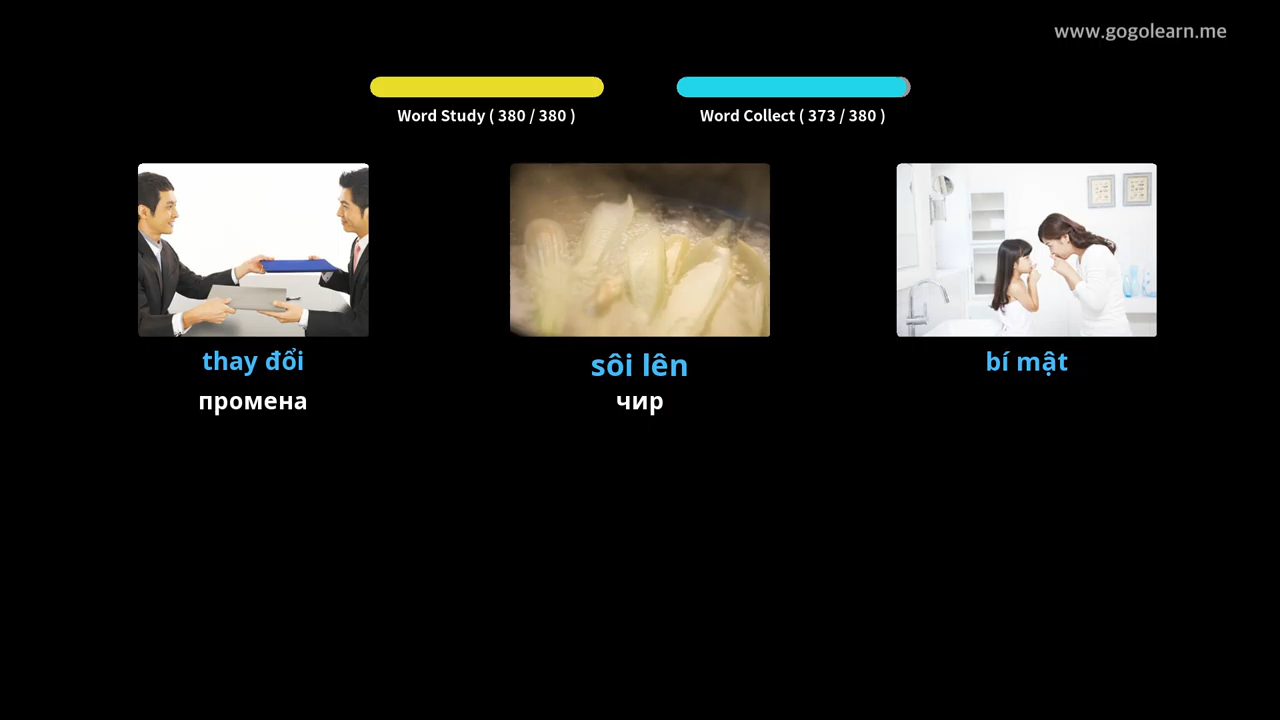 www.gogolearn.me
Word Study ( 380 / 380 )
Word Collect ( 373 / 380 )
thay đổi
промена
sôi lên
чир
bí mật